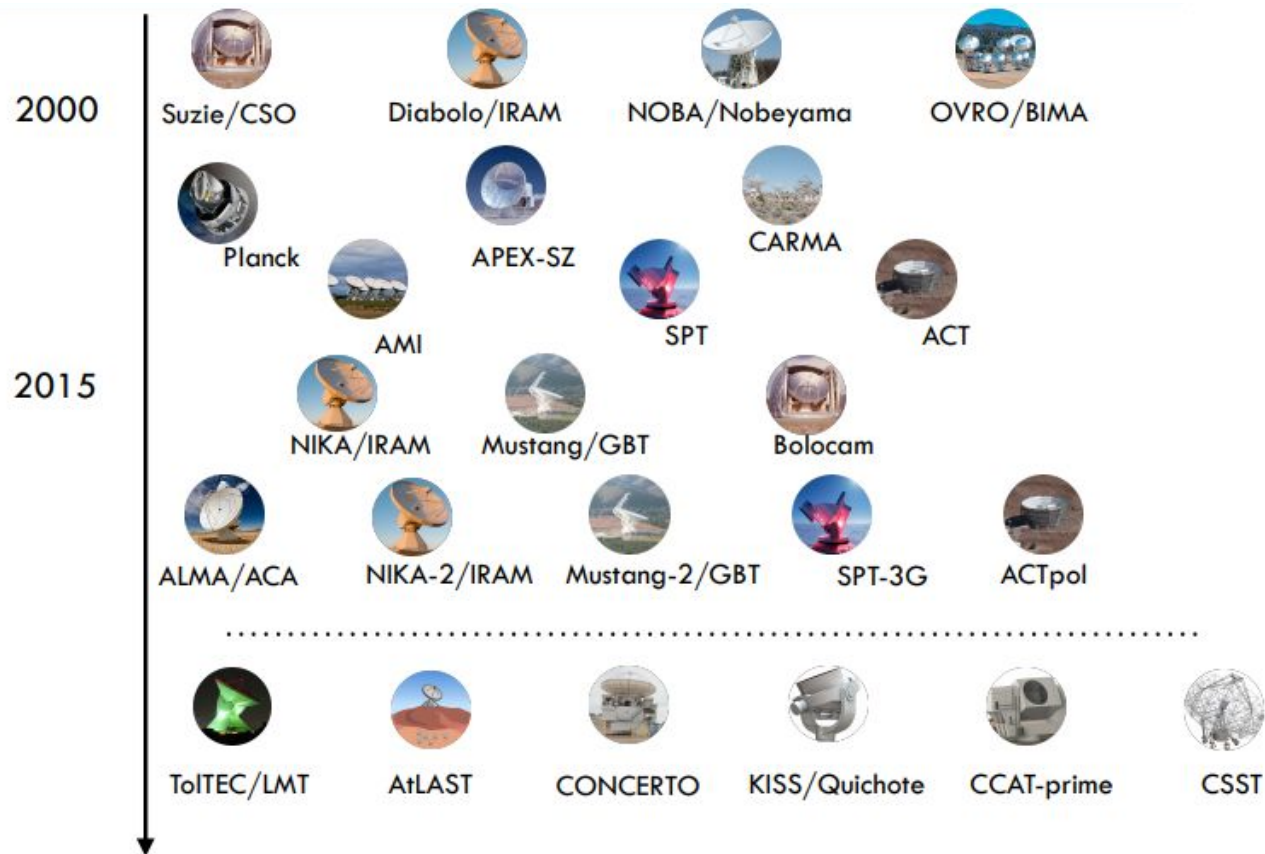 2000
Suzie/CSO
Diabolo/IRAM
NOBA/Nobeyama
OVRO/BIMA
Planck
APEX-SZ
CARMA
AMI
SPT
ACT
2015
NIKA/IRAM
Mustang/GBT
Bolocam
ALMA/ACA
NIKA-2/IRAM
Mustang-2/GBT
SPT-3G
ACTpol
TolTEC/LMT
AtLAST
CONCERTO
KISS/Quichote
CCAT-prime
CSST